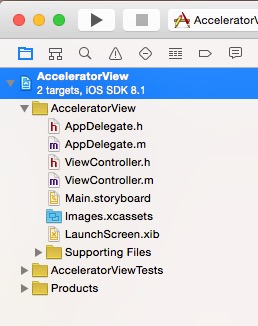 AcceleratorView
AcceleratorView
2 targets, iOS SDK 8.1
AcceleratorView
AppDelegate.h
AppDelegate.m
ViewController.h
ViewController.m
Main.storyboard
Images.xcassets
LaunchScreen.xib
Supporting Files
AcceleratorViewTests
Products